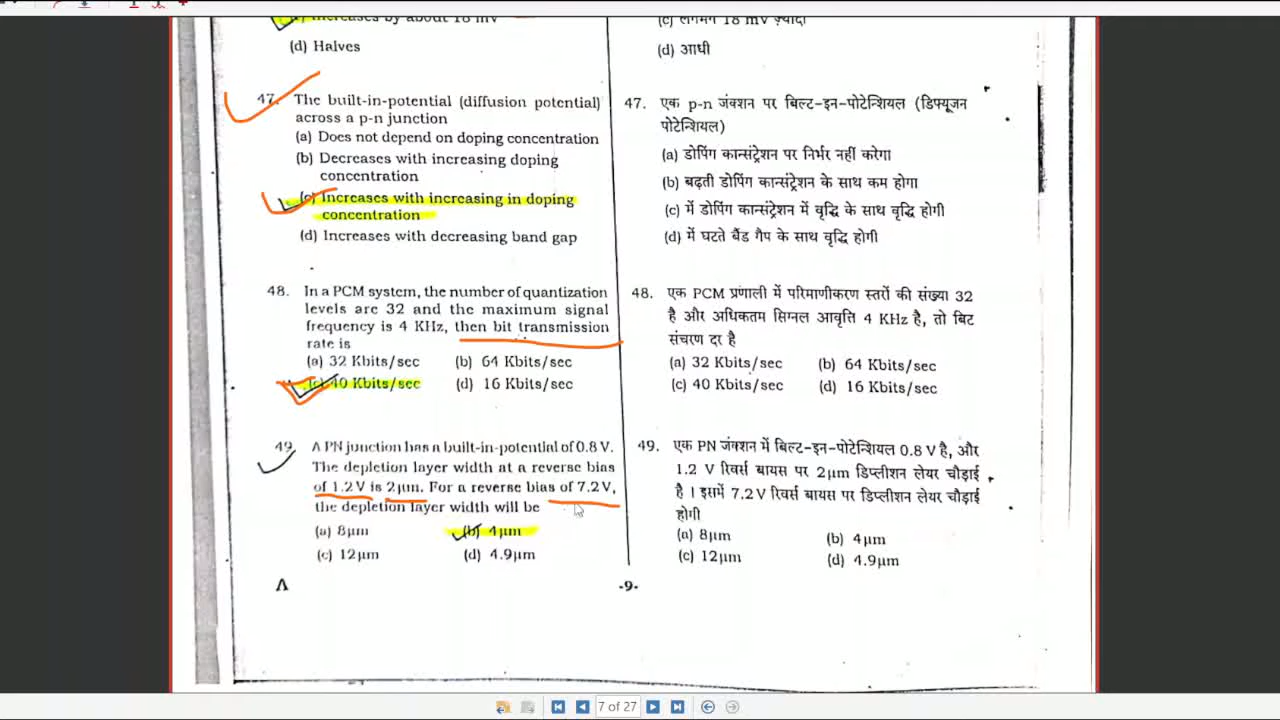 (c) Increases by about 18 mV
(d) Halves
47. The built-in-potential (diffusion potential)
across a p-n junction
(a) Does not depend on doping concentration
(b) Decreases with increasing doping
concentration
(c) Increases with increasing in doping
concentration
(d) Increases with decreasing band gap
48. In a PCM system, the number of quantization
levels are 32 and the maximum signal
frequency is 4 KHz, then bit transmission
rate is
(a) 32 Kbits/sec (b) 64 Kbits/sec
(c) 40 Kbits/sec (d) 16 Kbits/sec
49. A PN junction has a built-in-potential of 0.8 V.
The depletion layer width at a reverse bias
of 1.2 V is 2μm. For a reverse bias of 7.2 V,
the depletion layer width will be
(a) 8μm (b) 4μm
(c) 12μm (d) 4.9μm
A
-9-
(c) लगभग 18 mV ज़्यादा
(d) आधी
47. एक p-n जंक्शन पर बिल्ट-इन-पोटेन्शियल (डिफ्यूजन
पोटेन्शियल)
(a) डोपिंग कान्संट्रेशन पर निर्भर नहीं करेगा
(b) बढ़ती डोपिंग कान्संट्रेशन के साथ कम होगा
(c) में डोपिंग कान्संट्रेशन में वृद्धि के साथ वृद्धि होगी
(d) में घटते बैंड गैप के साथ वृद्धि होगी
48. एक PCM प्रणाली में परिमाणीकरण स्तरों की संख्या 32
है और अधिकतम सिग्नल आवृत्ति 4 KHz है, तो बिट
संचरण दर है
(a) 32 Kbits/sec (b) 64 Kbits/sec
(c) 40 Kbits/sec (d) 16 Kbits/sec
49. एक PN जंक्शन में बिल्ट-इन-पोटेन्शियल 0.8 V है, और
1.2 V रिवर्स बायस पर 2μm डिप्लीशन लेयर चौड़ाई
है । इसमें 7.2 V रिवर्स बायस पर डिप्लीशन लेयर चौड़ाई
होगी
(a) 8μm (b) 4μm
(c) 12μm (d) 4.9μm
7 of 27